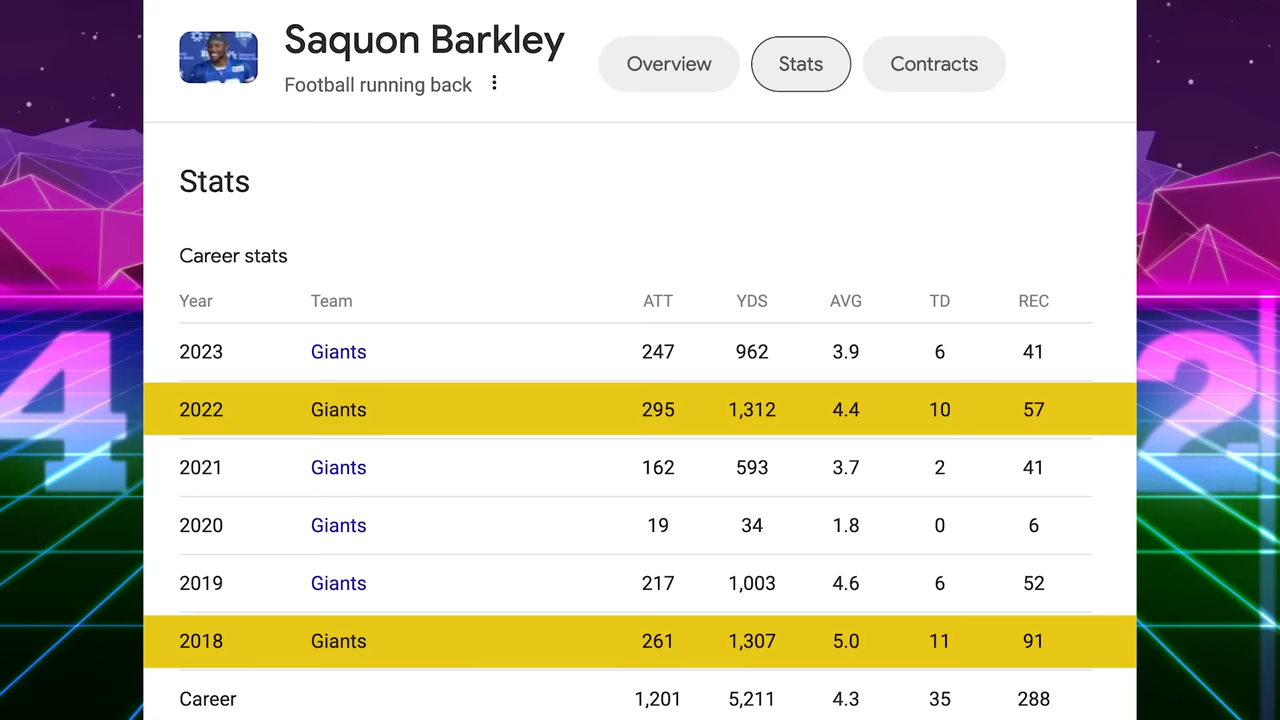 Saquon Barkley
Football running back
Overview Stats Contracts
Stats
Career stats
Year Team ATT YDS AVG TD REC
2023 Giants 247 962 3.9 6 41
2022 Giants 295 1,312 4.4 10 57
2021 Giants 162 593 3.7 2 41
2020 Giants 19 34 1.8 0 6
2019 Giants 217 1,003 4.6 6 52
2018 Giants 261 1,307 5.0 11 91
Career 1,201 5,211 4.3 35 288
4
2